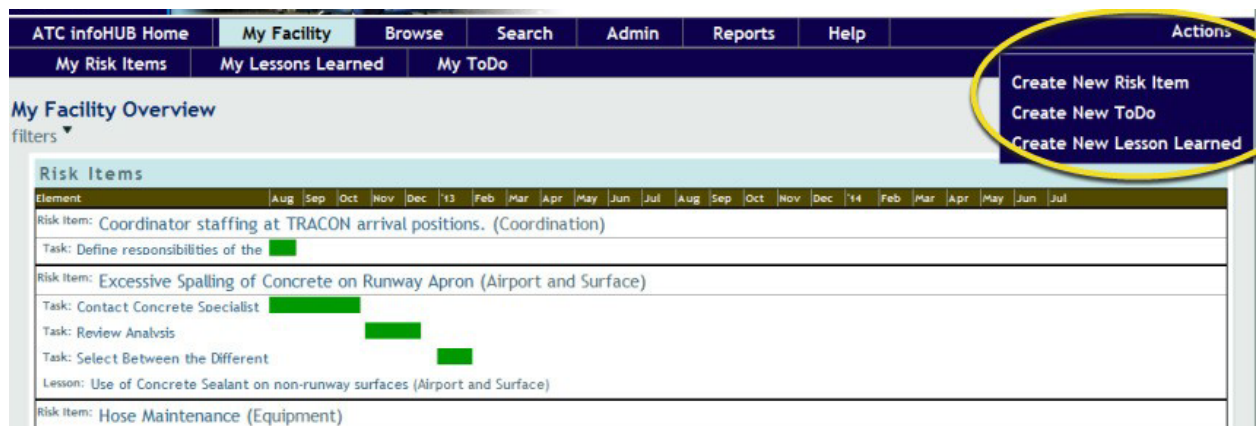 ATC infoHUB Home My Facility Browse Search Admin Reports Help Actions
My Risk Items My Lessons Learned My ToDo
Create New Risk Item
Create New ToDo
Create New Lesson Learned
My Facility Overview
filters
Risk Items
Element Aug Sep Oct Nov Dec '13 Feb Mar Apr May Jun Jul Aug Sep Oct Nov Dec '14 Feb Mar Apr May Jun Jul
Risk Item: Coordinator staffing at TRACON arrival positions. (Coordination)
Task: Define responsibilities of the
Risk Item: Excessive Spalling of Concrete on Runway Apron (Airport and Surface)
Task: Contact Concrete Specialist
Task: Review Analysis
Task: Select Between the Different
Lesson: Use of Concrete Sealant on non-runway surfaces (Airport and Surface)
Risk Item: Hose Maintenance (Equipment)